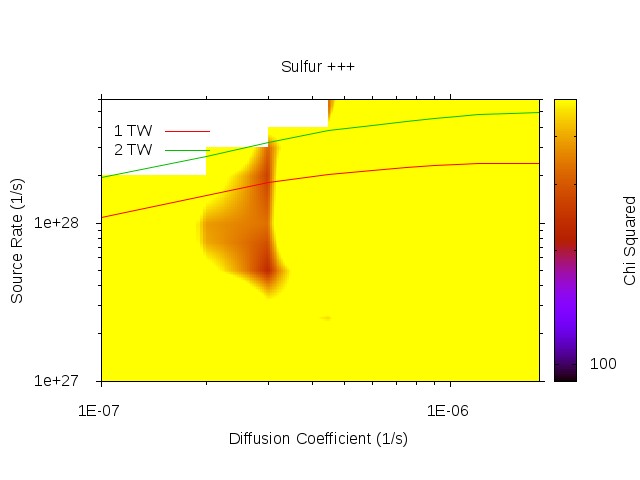 Sulfur +++
1 TW
2 TW
Source Rate (1/s)
1e+28
1e+27
1E-07
1E-06
Diffusion Coefficient (1/s)
Chi Squared
100